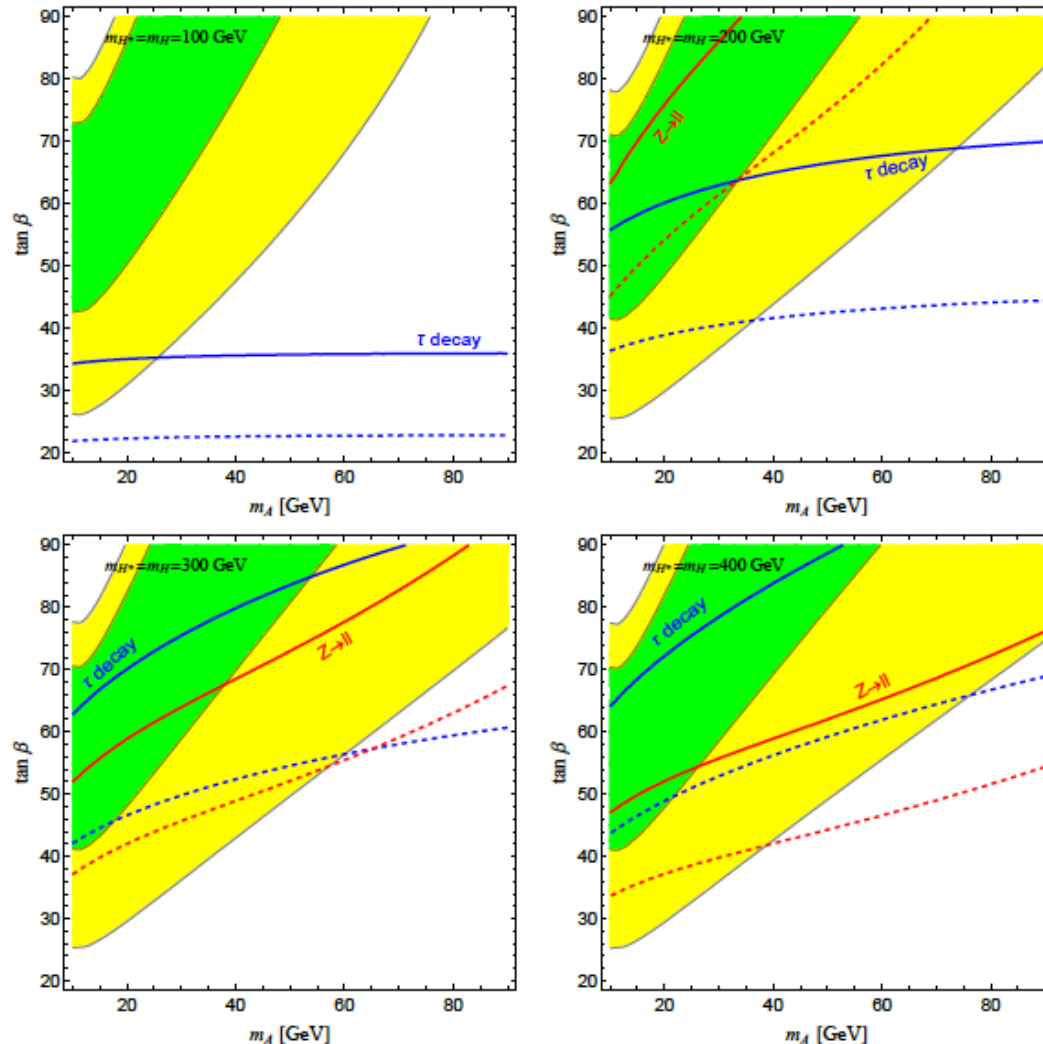 m_{H^±}=m_H=100 GeV
90
80
70
60
50
40
30
20
tan β
τ decay
20 40 60 80
m_A [GeV]
m_{H^±}=m_H=200 GeV
90
80
70
60
50
40
30
20
tan β
Z→ll
τ decay
20 40 60 80
m_A [GeV]
m_{H^±}=m_H=300 GeV
90
80
70
60
50
40
30
20
tan β
τ decay
Z→ll
20 40 60 80
m_A [GeV]
m_{H^±}=m_H=400 GeV
90
80
70
60
50
40
30
20
tan β
τ decay
Z→ll
20 40 60 80
m_A [GeV]